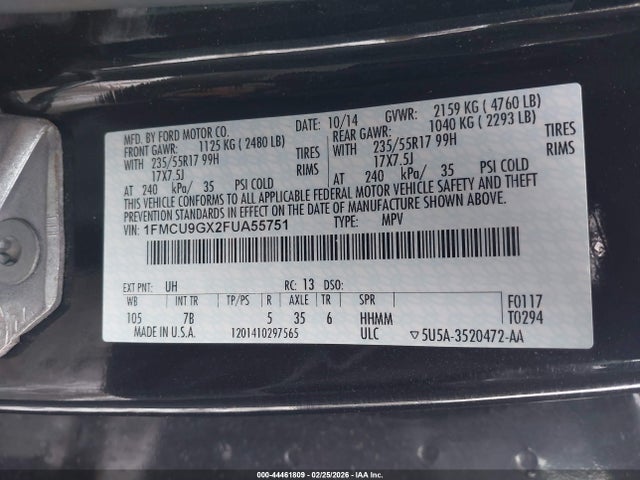 MFD. BY FORD MOTOR CO. DATE: 10/14 GVWR: 2159 KG ( 4760 LB)
FRONT GAWR: 1125 KG ( 2480 LB) REAR GAWR: 1040 KG ( 2293 LB)
WITH 235/55R17 99H TIRES WITH 235/55R17 99H TIRES
17X7.5J RIMS 17X7.5J RIMS
AT 240 kPa/ 35 PSI COLD AT 240 kPa/ 35 PSI COLD
THIS VEHICLE CONFORMS TO ALL APPLICABLE FEDERAL MOTOR VEHICLE SAFETY AND THEFT
PREVENTION STANDARDS IN EFFECT ON THE DATE OF MANUFACTURE SHOWN ABOVE.
VIN: 1FMCU9GX2FUA55751 TYPE: MPV
EXT PNT: UH RC: 13 DSO:
WB INT TR TP/PS R AXLE TR SPR F0117
105 7B 5 35 6 HHMM T0294
MADE IN U.S.A. 1201410297565 ULC ▽5U5A-3520472-AA
000-44461809 - 02/25/2026 - IAA Inc.